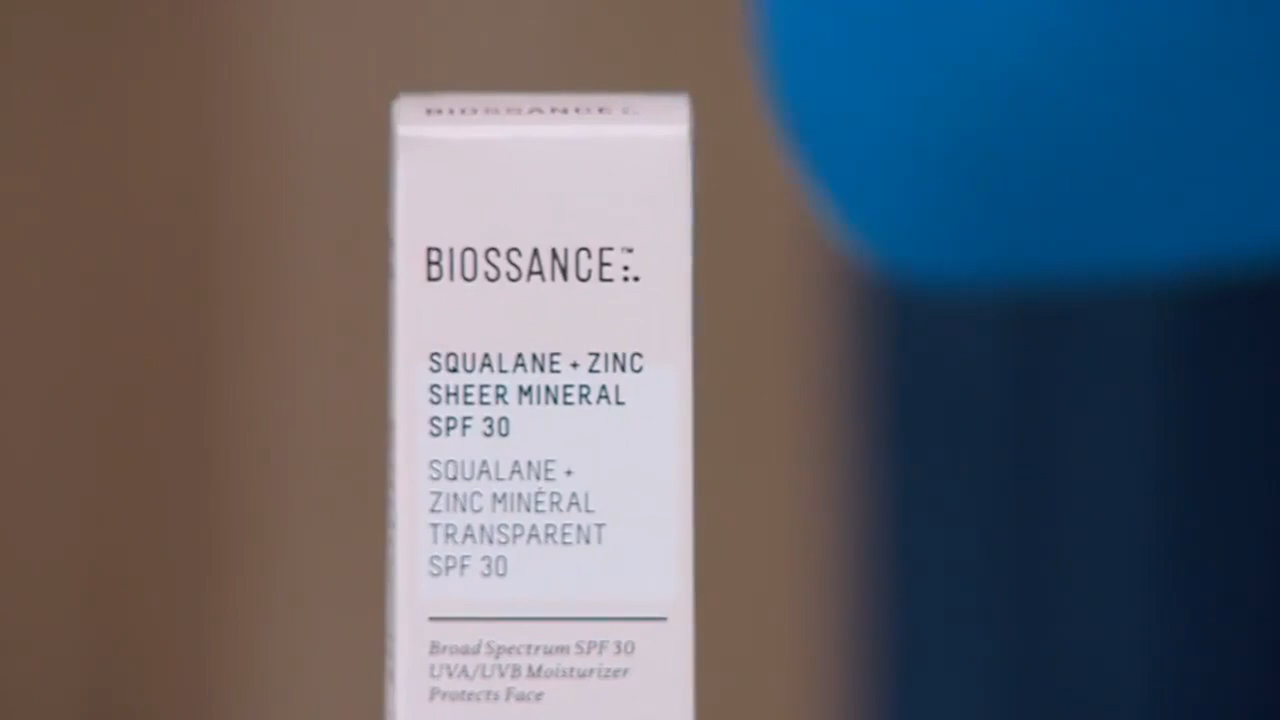 BIOSSANCE
BIOSSANCE™
SQUALANE + ZINC
SHEER MINERAL
SPF 30
SQUALANE +
ZINC MINÉRAL
TRANSPARENT
SPF 30
Broad Spectrum SPF 30
UVA/UVB Moisturizer
Protects Face